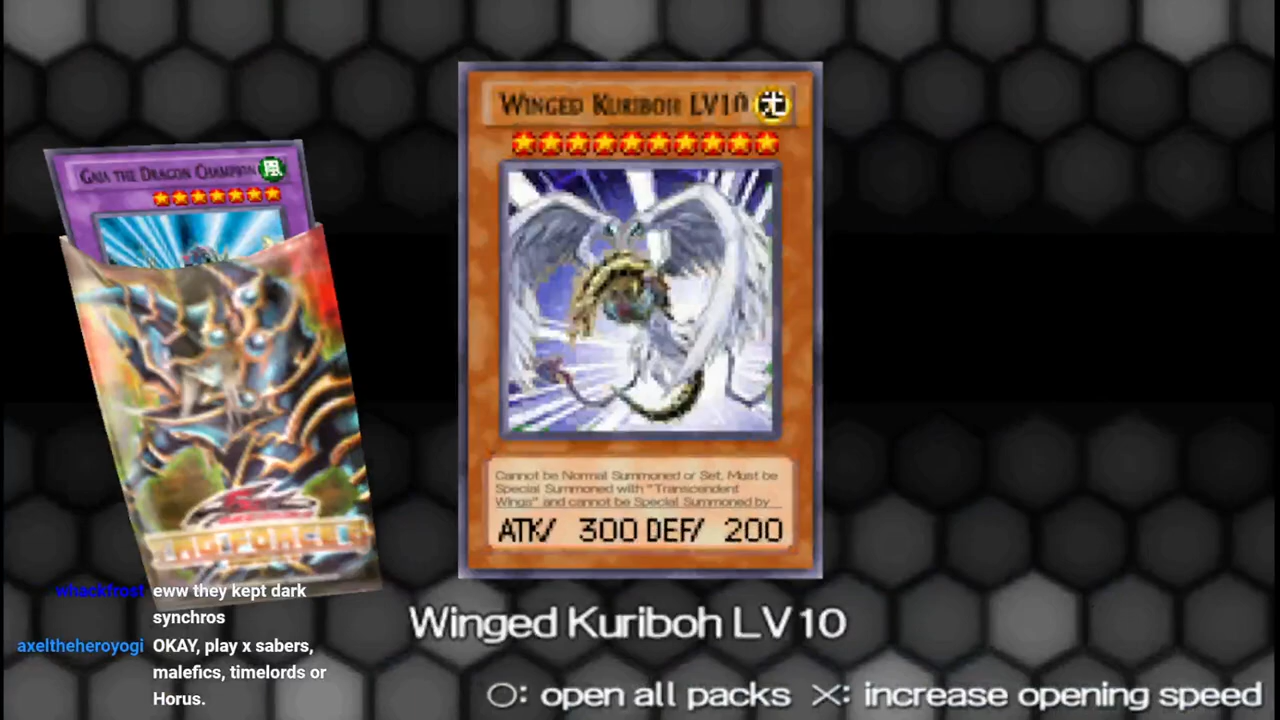 WINGED KURIBOH LV10 光
GAIA THE DRAGON CHAMPION 風
Cannot be Normal Summoned or Set. Must be
Special Summoned with "Transcendent
Wings" and cannot be Special Summoned by
ATK/ 300 DEF/ 200
whackfrost eww they kept dark
synchros
axeltheheroyogi OKAY, play x sabers,
malefics, timelords or
Horus.
Winged Kuriboh LV10
O: open all packs X: increase opening speed